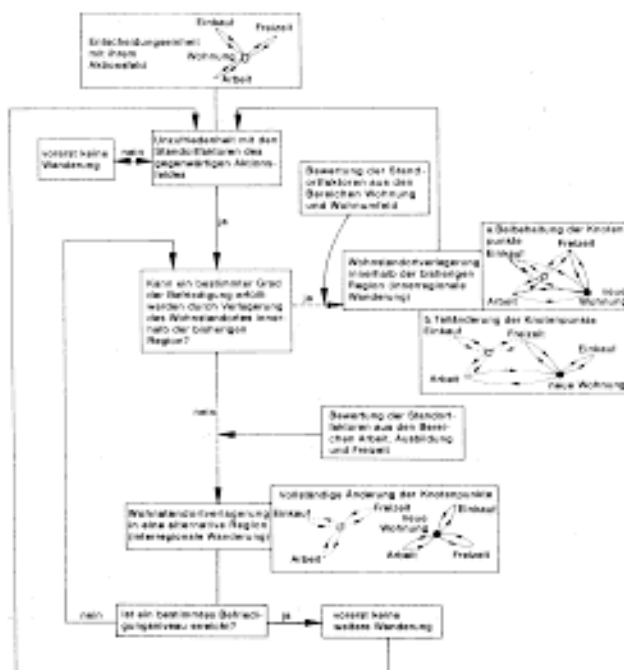 Einkauf
Freizeit
Entscheidungseinheit
mit ihrem
Aktionsfeld
Wohnung
Arbeit
Unzufriedenheit mit den
Standortfaktoren des
gegenwärtigen Aktions-
feldes
nein
vorerst keine
Wanderung
ja
Bewertung der Stand-
ortfaktoren aus den
Bereichen Wohnung
und Wohnumfeld
Kann ein bestimmter Grad
der Befriedigung erfüllt
werden durch Verlagerung
des Wohnstandortes inner-
halb der bisherigen
Region?
ja
Wohnstandortverlagerung
innerhalb der bisherigen
Region (innerregionale
Wanderung)
a. Beibehaltung der Knoten-
punkte
Einkauf
Freizeit
Arbeit
neue
Wohnung
b. Teiländerung der Knotenpunkte
Einkauf
Freizeit
Einkauf
Arbeit
neue Wohnung
nein
Bewertung der Standort-
faktoren aus den Berei-
chen Arbeit, Ausbildung
und Freizeit
Wohnstandortverlagerung
in eine alternative Region
(interregionale Wanderung)
vollständige Änderung der Knotenpunkte
Einkauf
Freizeit
Arbeit
neue
Wohnung
Einkauf
Arbeit
Freizeit
nein
Ist ein bestimmtes Befriedi-
gungsniveau erreicht?
ja
vorerst keine
weitere Wanderung